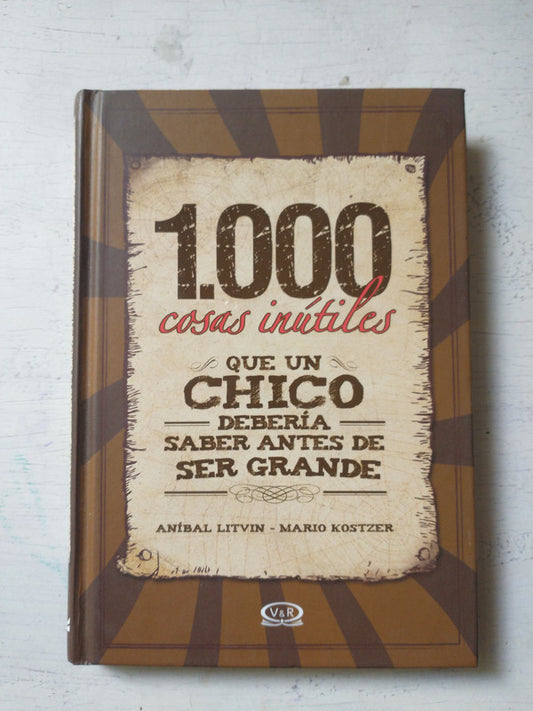 1.000
cosas inútiles
QUE UN
CHICO
DEBERÍA
SABER ANTES DE
SER GRANDE
ANÍBAL LITVIN - MARIO KOSTZER
V&R